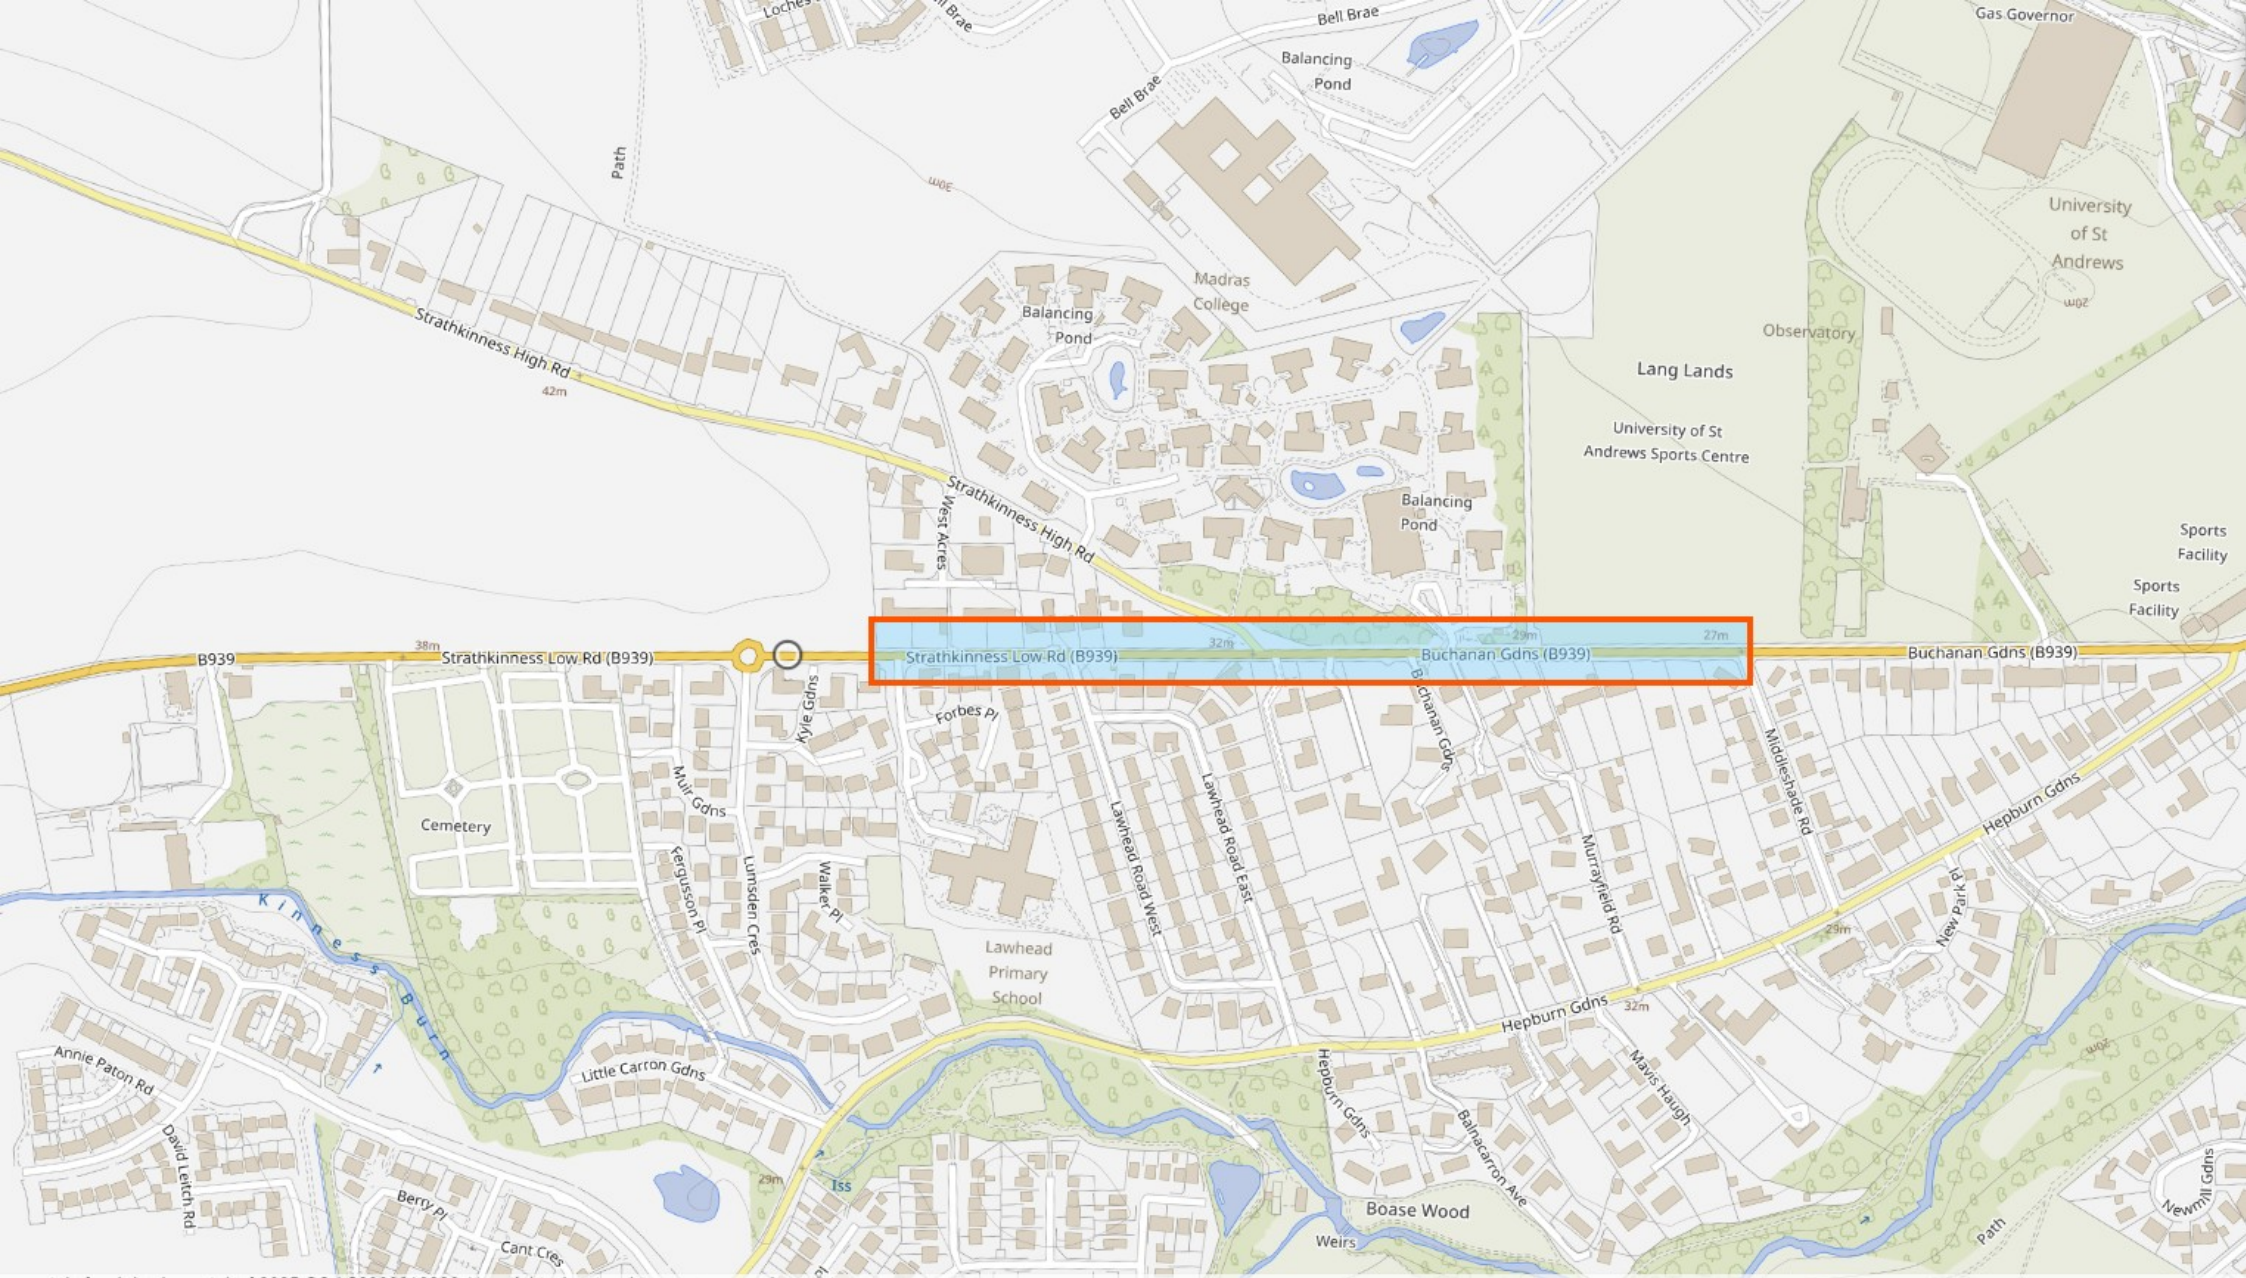 Loches
Bell Brae
Gas Governor
Balancing
Pond
Bell Brae
Path
30m
University
of St
Andrews
20m
Madras
College
Balancing
Pond
Observatory
Strathkinness High Rd
42m
Lang Lands
University of St
Andrews Sports Centre
Strathkinness High Rd
West Acres
Balancing
Pond
Sports
Facility
Sports
Facility
38m
B939
Strathkinness Low Rd (B939)
Strathkinness Low Rd (B939)
32m
Buchanan Gdns (B939)
29m
27m
Buchanan Gdns (B939)
Kyle Gdns
Forbes Pl
Buchanan Gdns
Middleshade Rd
Muir Gdns
Cemetery
Lawhead Road West
Lawhead Road East
Murrayfield Rd
Hepburn Gdns
Fergusson Pl
Lumsden Cres
Walker Pl
New Park Pl
29m
Kinness Burn
Lawhead
Primary
School
Hepburn Gdns
32m
Annie Paton Rd
Little Carron Gdns
Hepburn Gdns
Mavis Haugh
20m
David Leitch Rd
Balnacarron Ave
29m
Iss
Berry Pl
Cant Cres
Boase Wood
Weirs
Path
Newmill Gdns